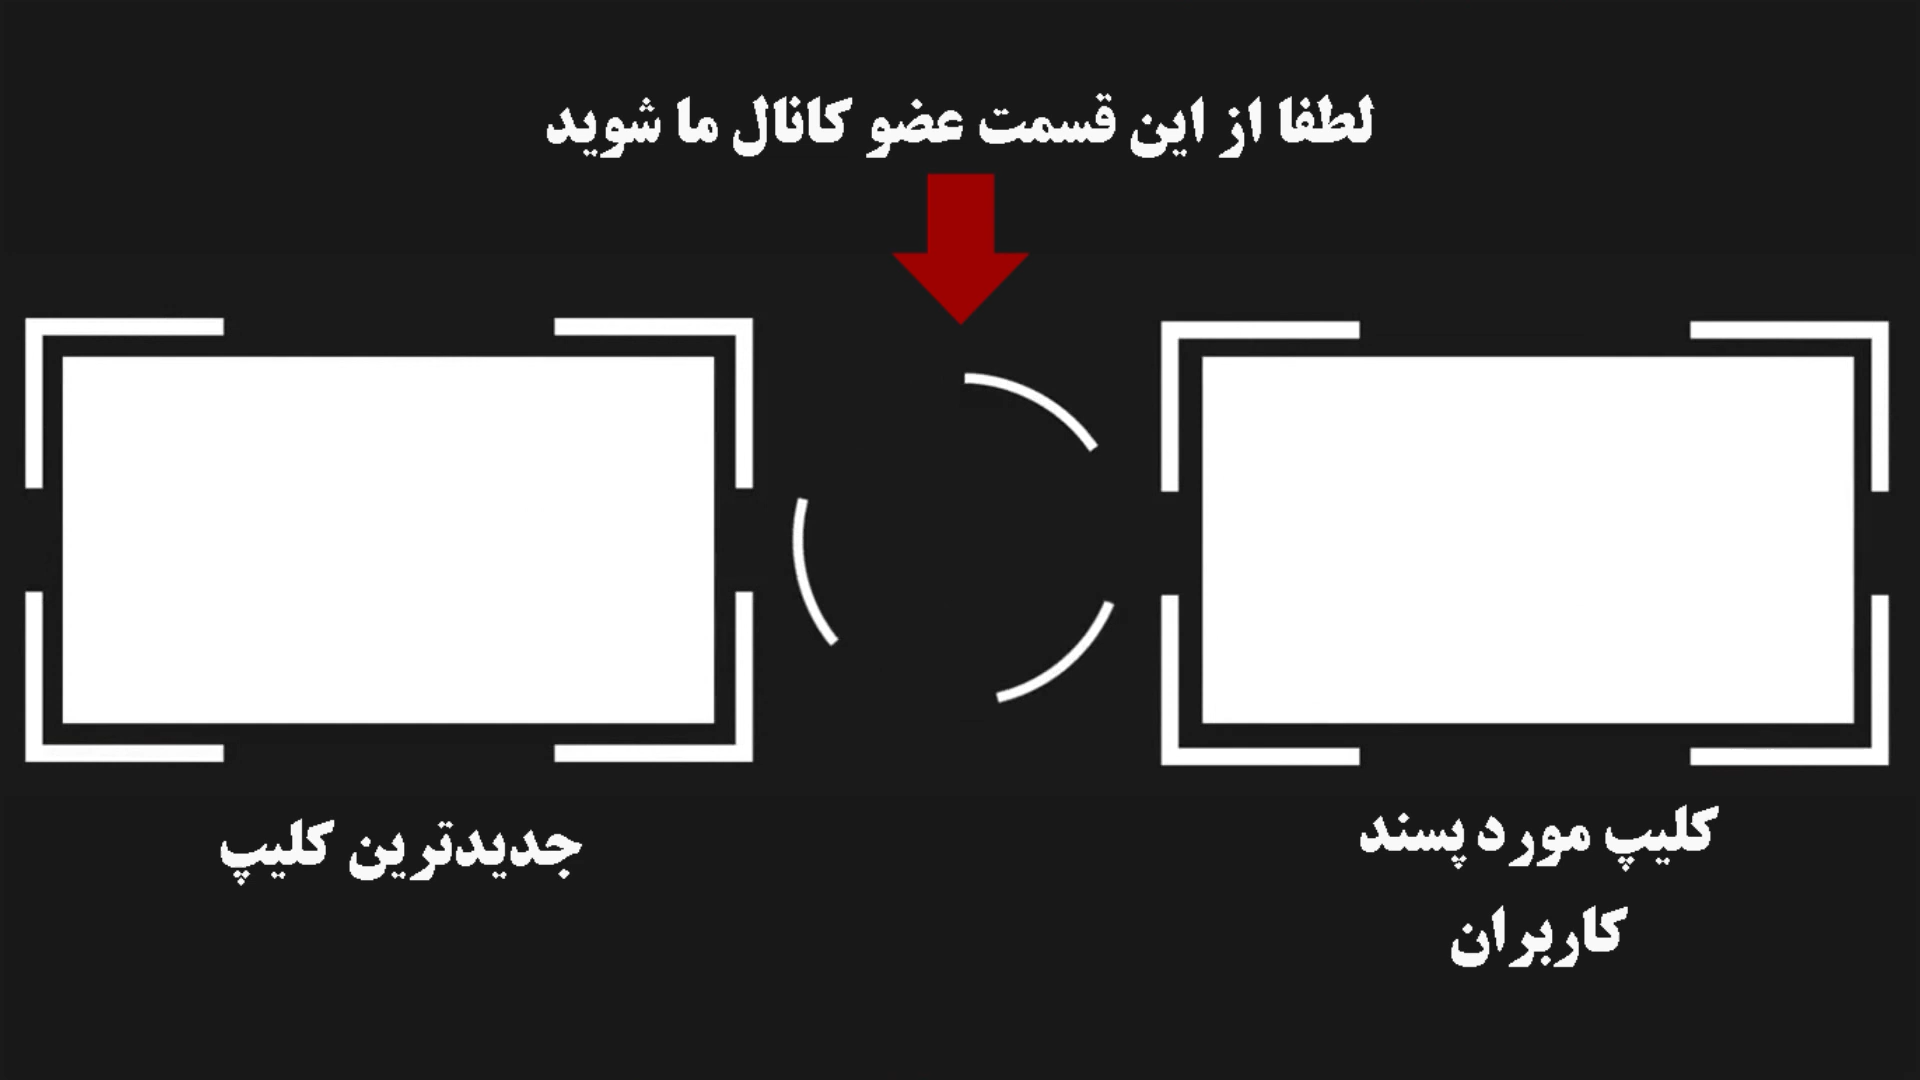 لطفا از این قسمت عضو کانال ما شوید
کلیپ مورد پسند
کاربران
جدیدترین کلیپ